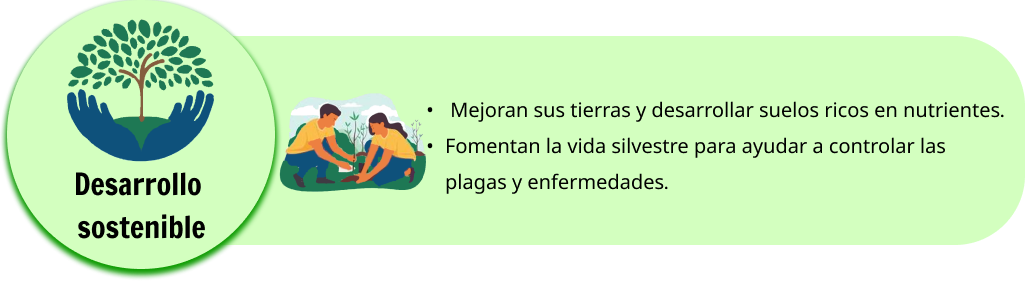 Desarrollo
sostenible
• Mejoran sus tierras y desarrollar suelos ricos en nutrientes.
• Fomentan la vida silvestre para ayudar a controlar las
plagas y enfermedades.